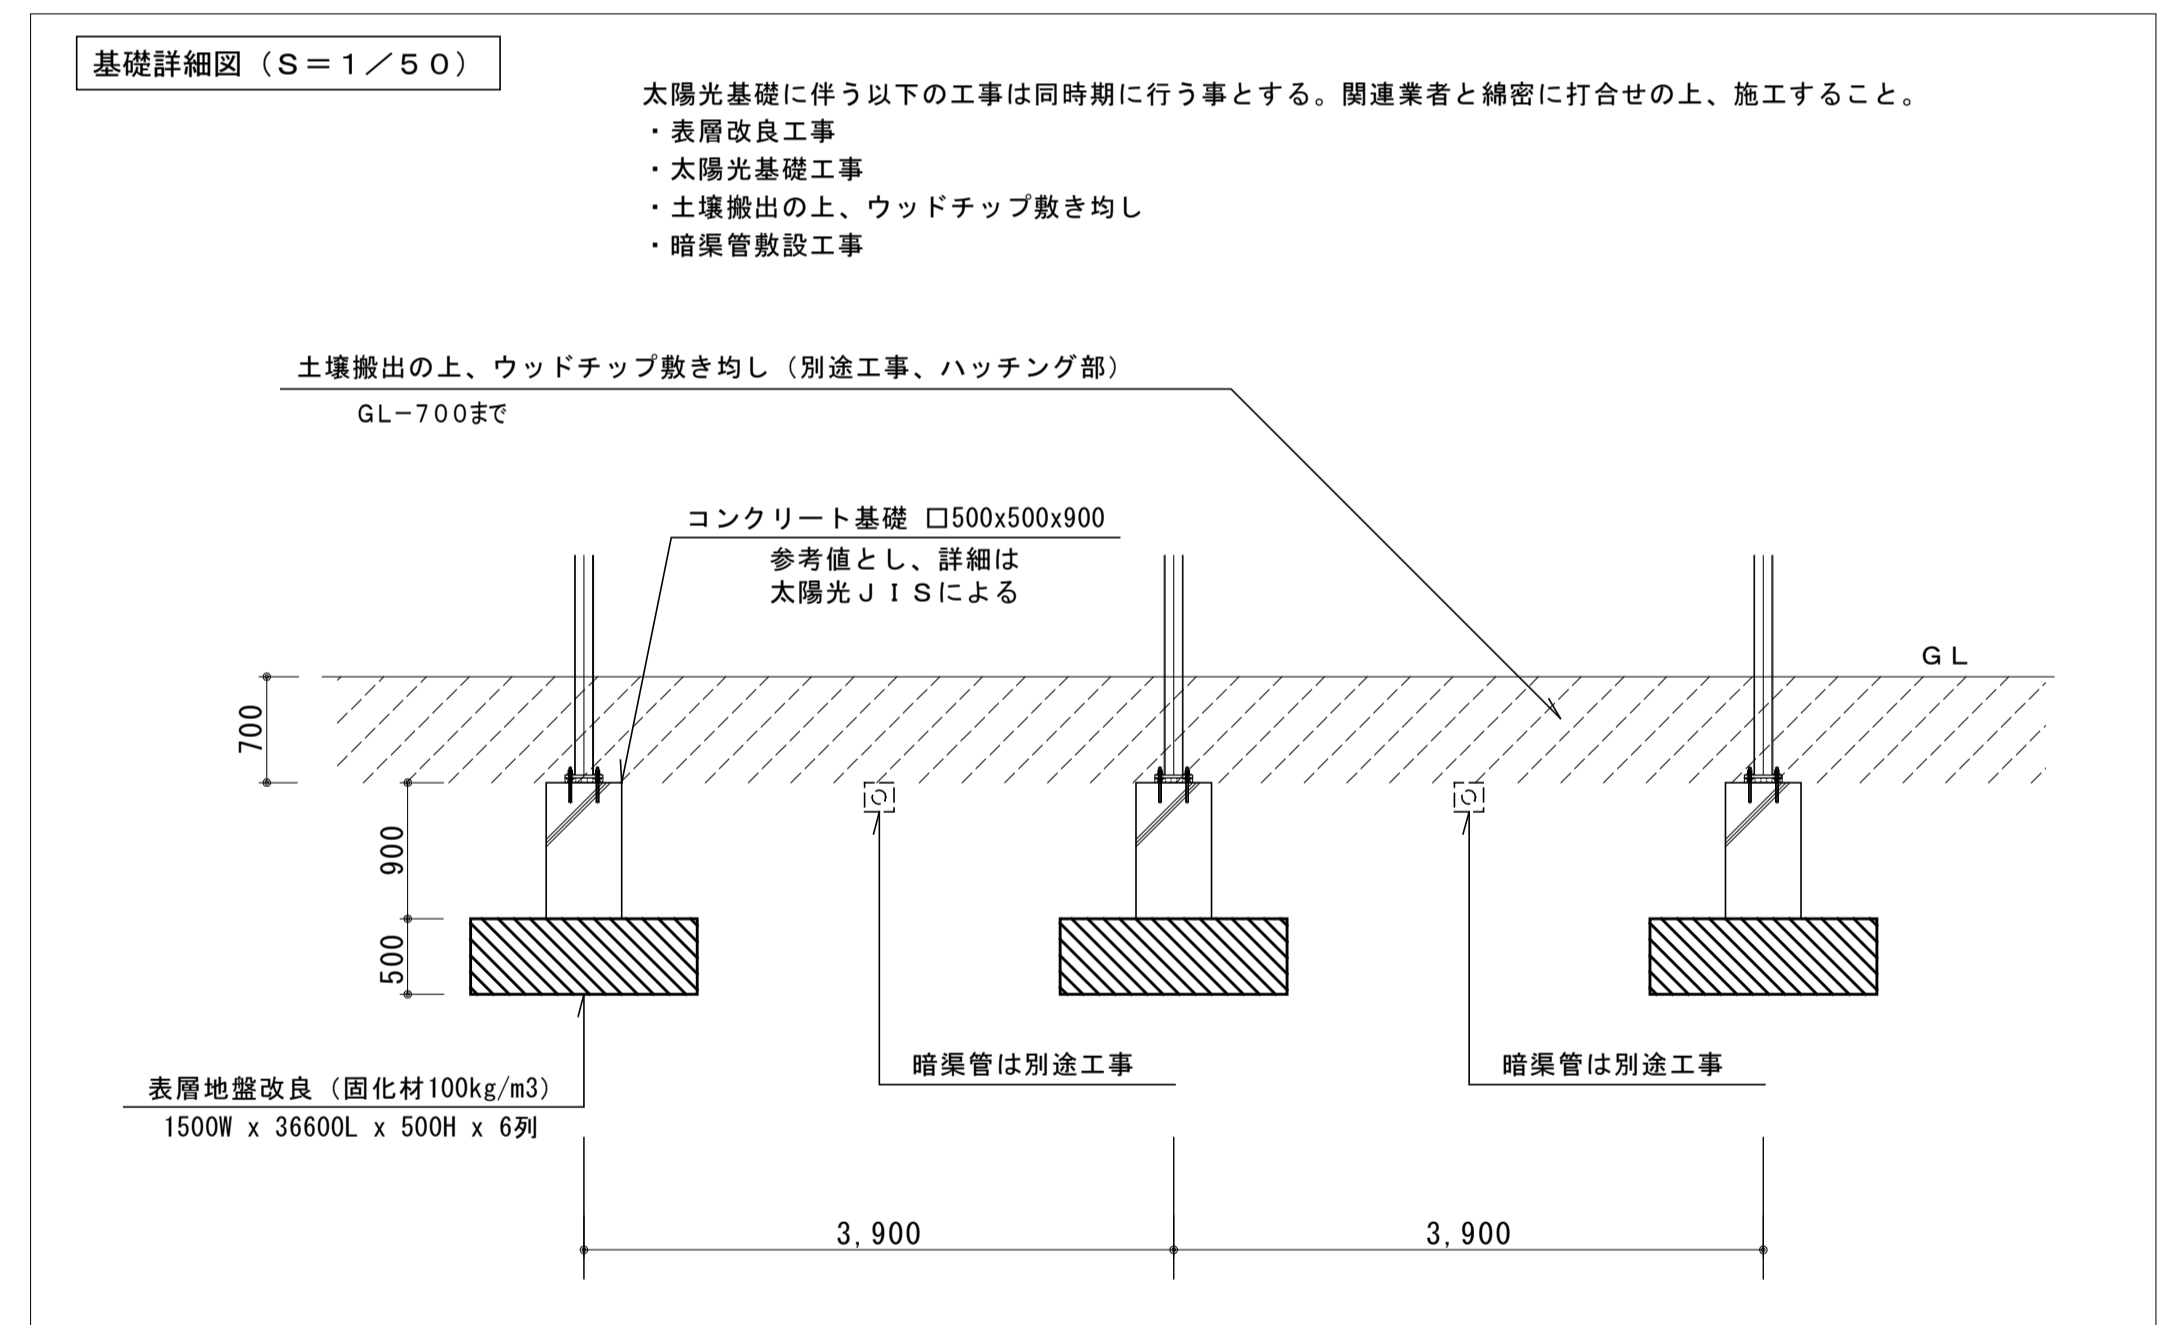 基礎詳細図（Ｓ＝１／５０）
太陽光基礎に伴う以下の工事は同時期に行う事とする。関連業者と綿密に打合せの上、施工すること。
・表層改良工事
・太陽光基礎工事
・土壌搬出の上、ウッドチップ敷き均し
・暗渠管敷設工事
土壌搬出の上、ウッドチップ敷き均し（別途工事、ハッチング部）
GL－700まで
コンクリート基礎 □500x500x900
参考値とし、詳細は
太陽光ＪＩＳによる
ＧＬ
700
900
500
暗渠管は別途工事
暗渠管は別途工事
表層地盤改良（固化材100kg/m3）
1500W x 36600L x 500H x 6列
3,900
3,900